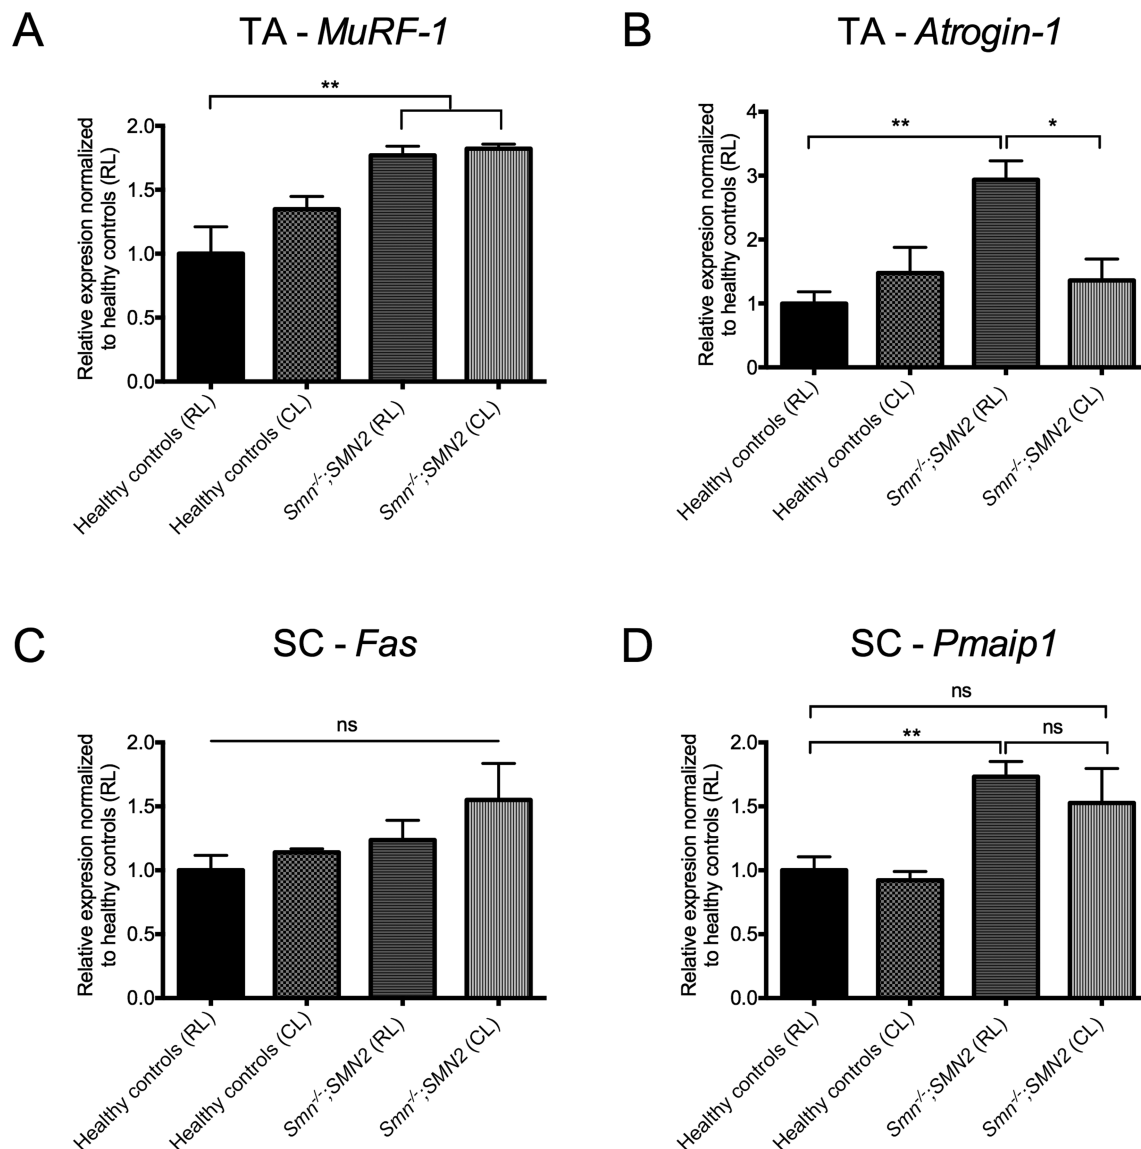 A
TA - MuRF-1
**
Relative expresion normalized
to healthy controls (RL)
2.0
1.5
1.0
0.5
0.0
Healthy controls (RL)
Healthy controls (CL)
Smn-/-;SMN2 (RL)
Smn-/-;SMN2 (CL)
B
TA - Atrogin-1
**
*
Relative expresion normalized
to healthy controls (RL)
4
3
2
1
0
Healthy controls (RL)
Healthy controls (CL)
Smn-/-;SMN2 (RL)
Smn-/-;SMN2 (CL)
C
SC - Fas
ns
Relative expresion normalized
to healthy controls (RL)
2.0
1.5
1.0
0.5
0.0
Healthy controls (RL)
Healthy controls (CL)
Smn-/-;SMN2 (RL)
Smn-/-;SMN2 (CL)
D
SC - Pmaip1
ns
**
ns
Relative expresion normalized
to healthy controls (RL)
2.0
1.5
1.0
0.5
0.0
Healthy controls (RL)
Healthy controls (CL)
Smn-/-;SMN2 (RL)
Smn-/-;SMN2 (CL)